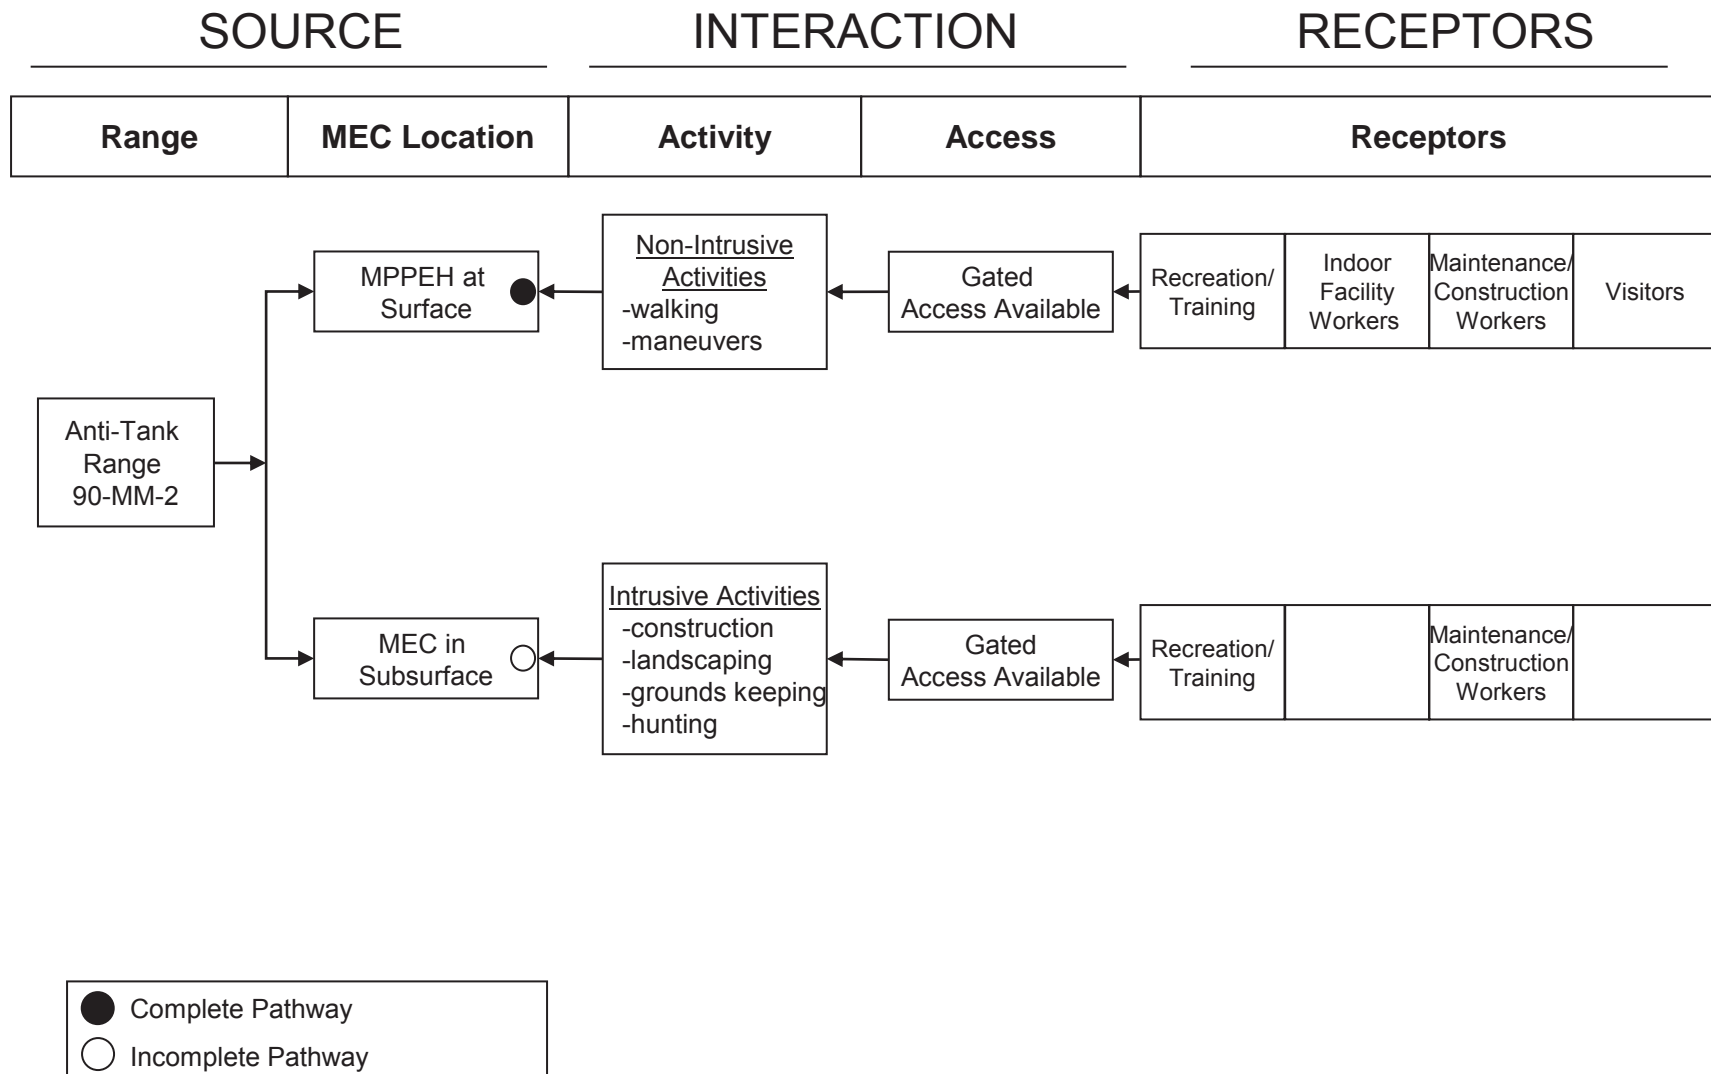 SOURCE
INTERACTION
RECEPTORS
Range
MEC Location
Activity
Access
Receptors
MPPEH at
Surface
Non-Intrusive
Activities
-walking
-maneuvers
Gated
Access Available
Recreation/
Training
Indoor
Facility
Workers
Maintenance/
Construction
Workers
Visitors
Anti-Tank
Range
90-MM-2
MEC in
Subsurface
Intrusive Activities
-construction
-landscaping
-grounds keeping
-hunting
Gated
Access Available
Recreation/
Training
Maintenance/
Construction
Workers
Complete Pathway
Incomplete Pathway